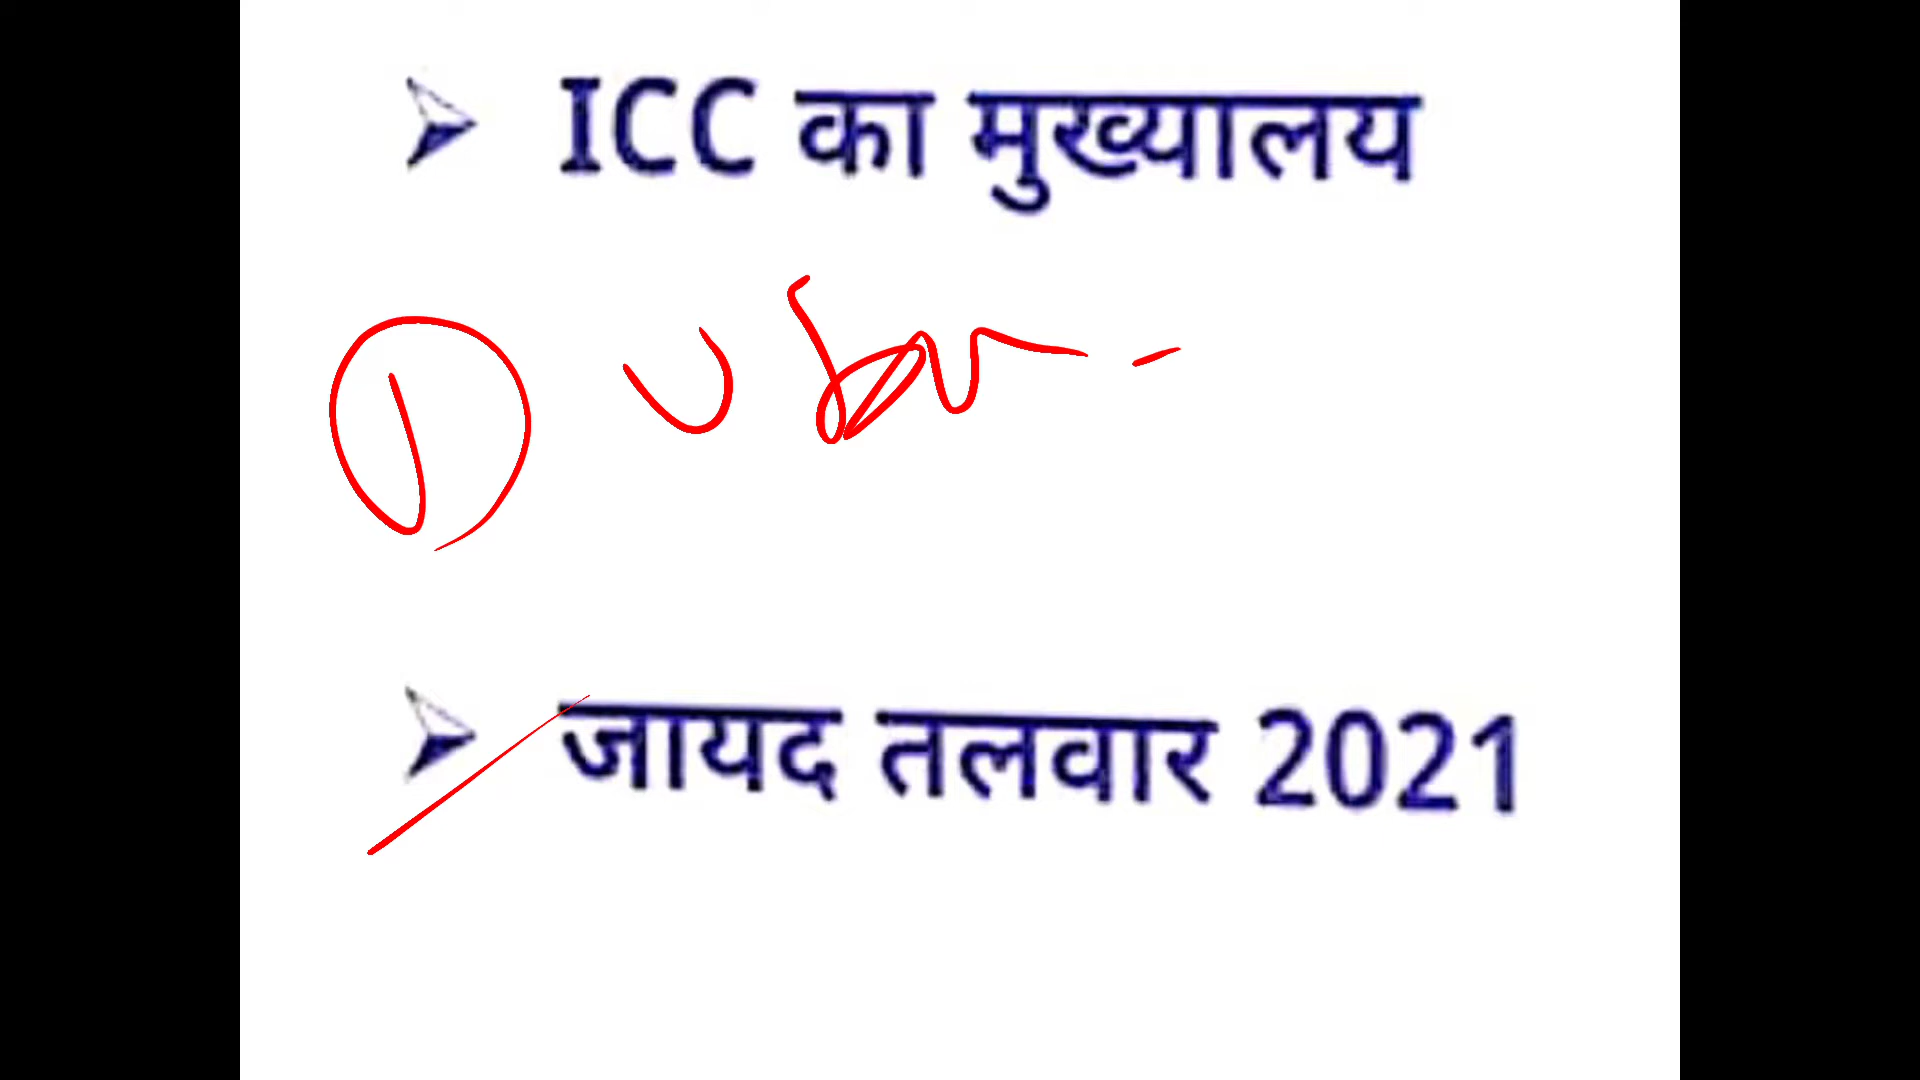 ➢ ICC का मुख्यालय
Dubai
➢ जायद तलवार 2021